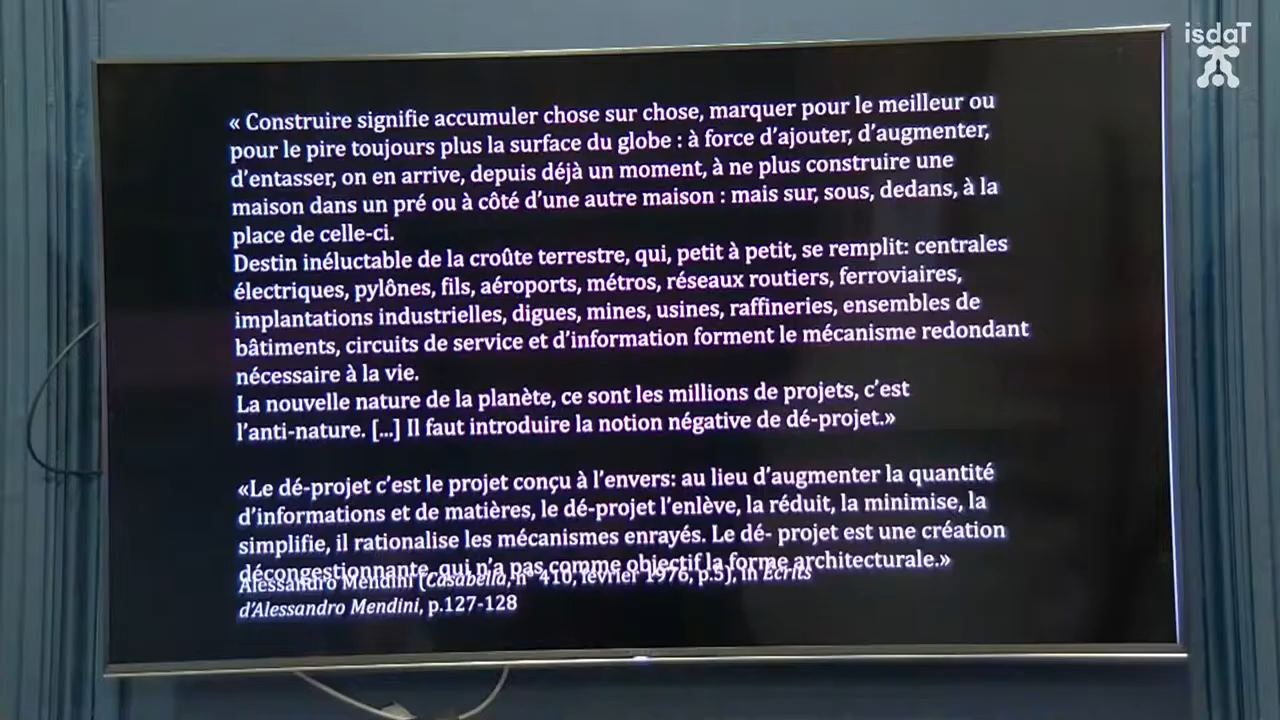 isdaT
« Construire signifie accumuler chose sur chose, marquer pour le meilleur ou
pour le pire toujours plus la surface du globe : à force d'ajouter, d'augmenter,
d'entasser, on en arrive, depuis déjà un moment, à ne plus construire une
maison dans un pré ou à côté d'une autre maison : mais sur, sous, dedans, à la
place de celle-ci.
Destin inéluctable de la croûte terrestre, qui, petit à petit, se remplit: centrales
électriques, pylônes, fils, aéroports, métros, réseaux routiers, ferroviaires,
implantations industrielles, digues, mines, usines, raffineries, ensembles de
bâtiments, circuits de service et d'information forment le mécanisme redondant
nécessaire à la vie.
La nouvelle nature de la planète, ce sont les millions de projets, c'est
l'anti-nature. [...] Il faut introduire la notion négative de dé-projet.»
«Le dé-projet c'est le projet conçu à l'envers: au lieu d'augmenter la quantité
d'informations et de matières, le dé-projet l'enlève, la réduit, la minimise, la
simplifie, il rationalise les mécanismes enrayés. Le dé- projet est une création
décongestionnante, qui n'a pas comme objectif la forme architecturale.»
Alessandro Mendini (Casabella, n° 410, février 1976, p.5), in Écrits
d'Alessandro Mendini, p.127-128